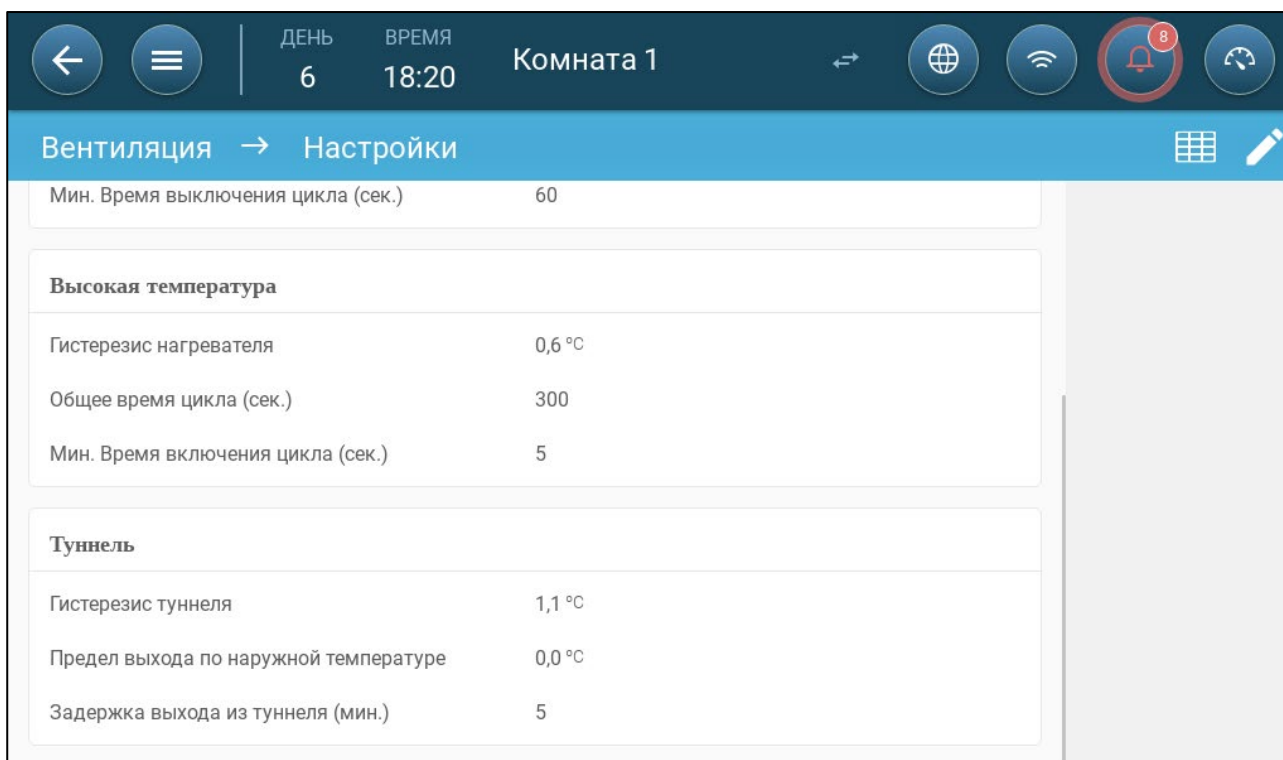 ДЕНЬ ВРЕМЯ
6 18:20 Комната 1 8
Вентиляция → Настройки
Мин. Время выключения цикла (сек.) 60
Высокая температура
Гистерезис нагревателя 0,6 °C
Общее время цикла (сек.) 300
Мин. Время включения цикла (сек.) 5
Туннель
Гистерезис туннеля 1,1 °C
Предел выхода по наружной температуре 0,0 °C
Задержка выхода из туннеля (мин.) 5